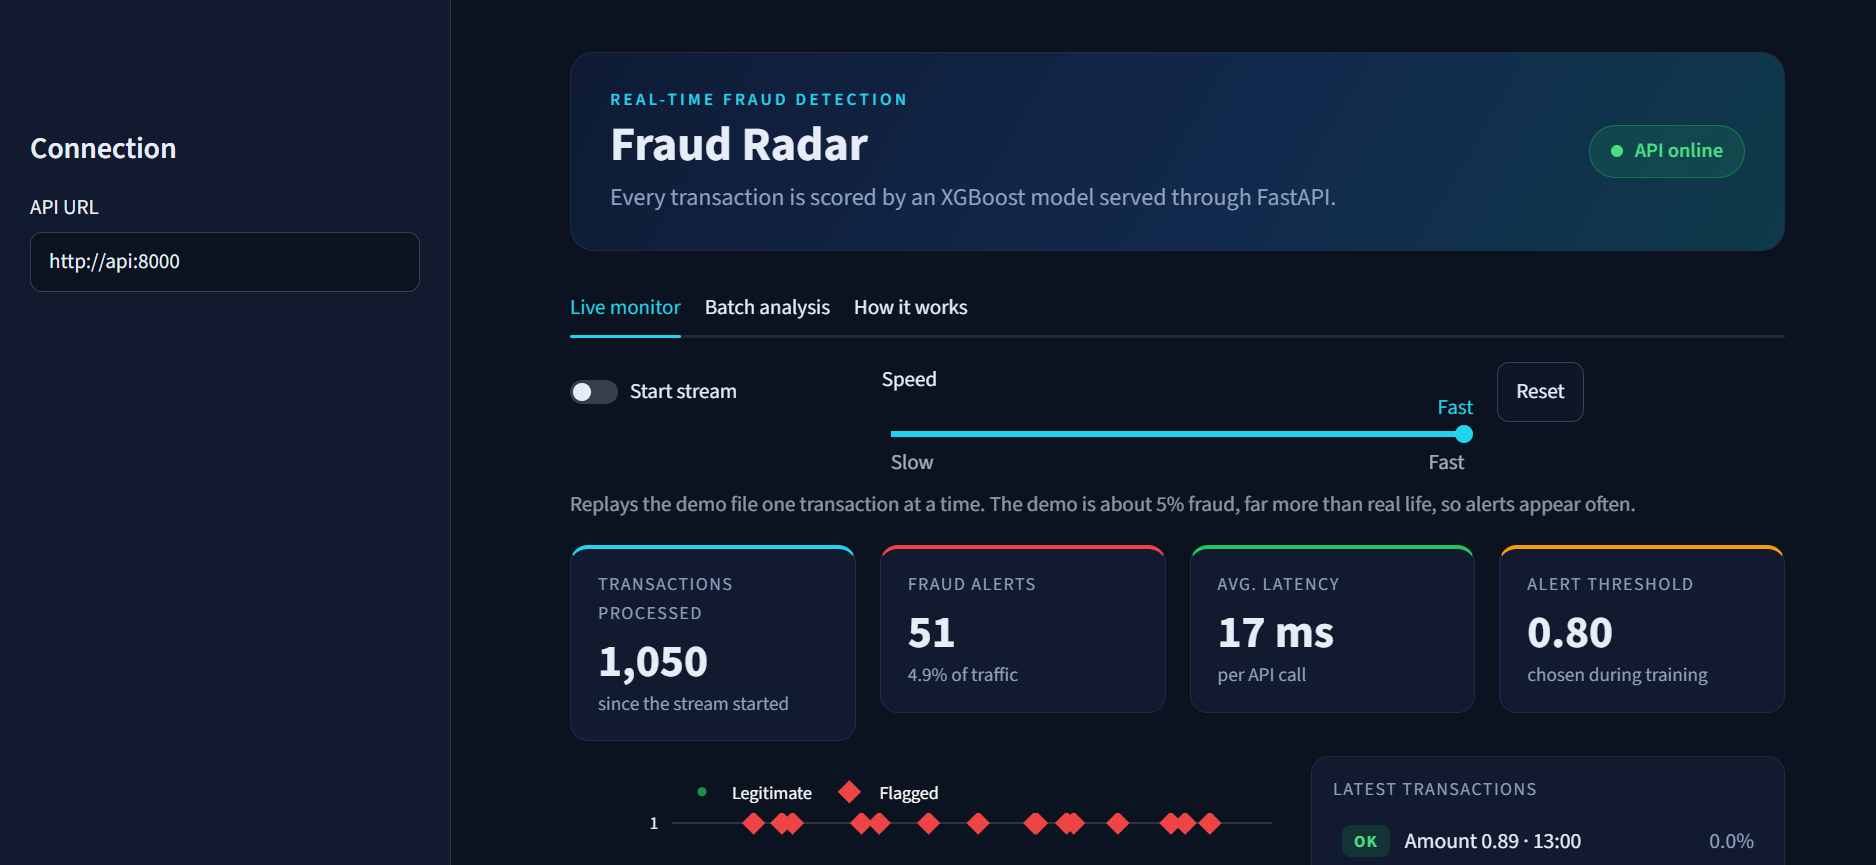 Connection
API URL
http://api:8000
REAL-TIME FRAUD DETECTION
Fraud Radar
Every transaction is scored by an XGBoost model served through FastAPI.
API online
Live monitor
Batch analysis
How it works
Start stream
Speed
Fast
Slow
Fast
Reset
Replays the demo file one transaction at a time. The demo is about 5% fraud, far more than real life, so alerts appear often.
TRANSACTIONS
PROCESSED
1,050
since the stream started
FRAUD ALERTS
51
4.9% of traffic
AVG. LATENCY
17 ms
per API call
ALERT THRESHOLD
0.80
chosen during training
Legitimate
Flagged
1
LATEST TRANSACTIONS
OK
Amount 0.89 · 13:00
0.0%